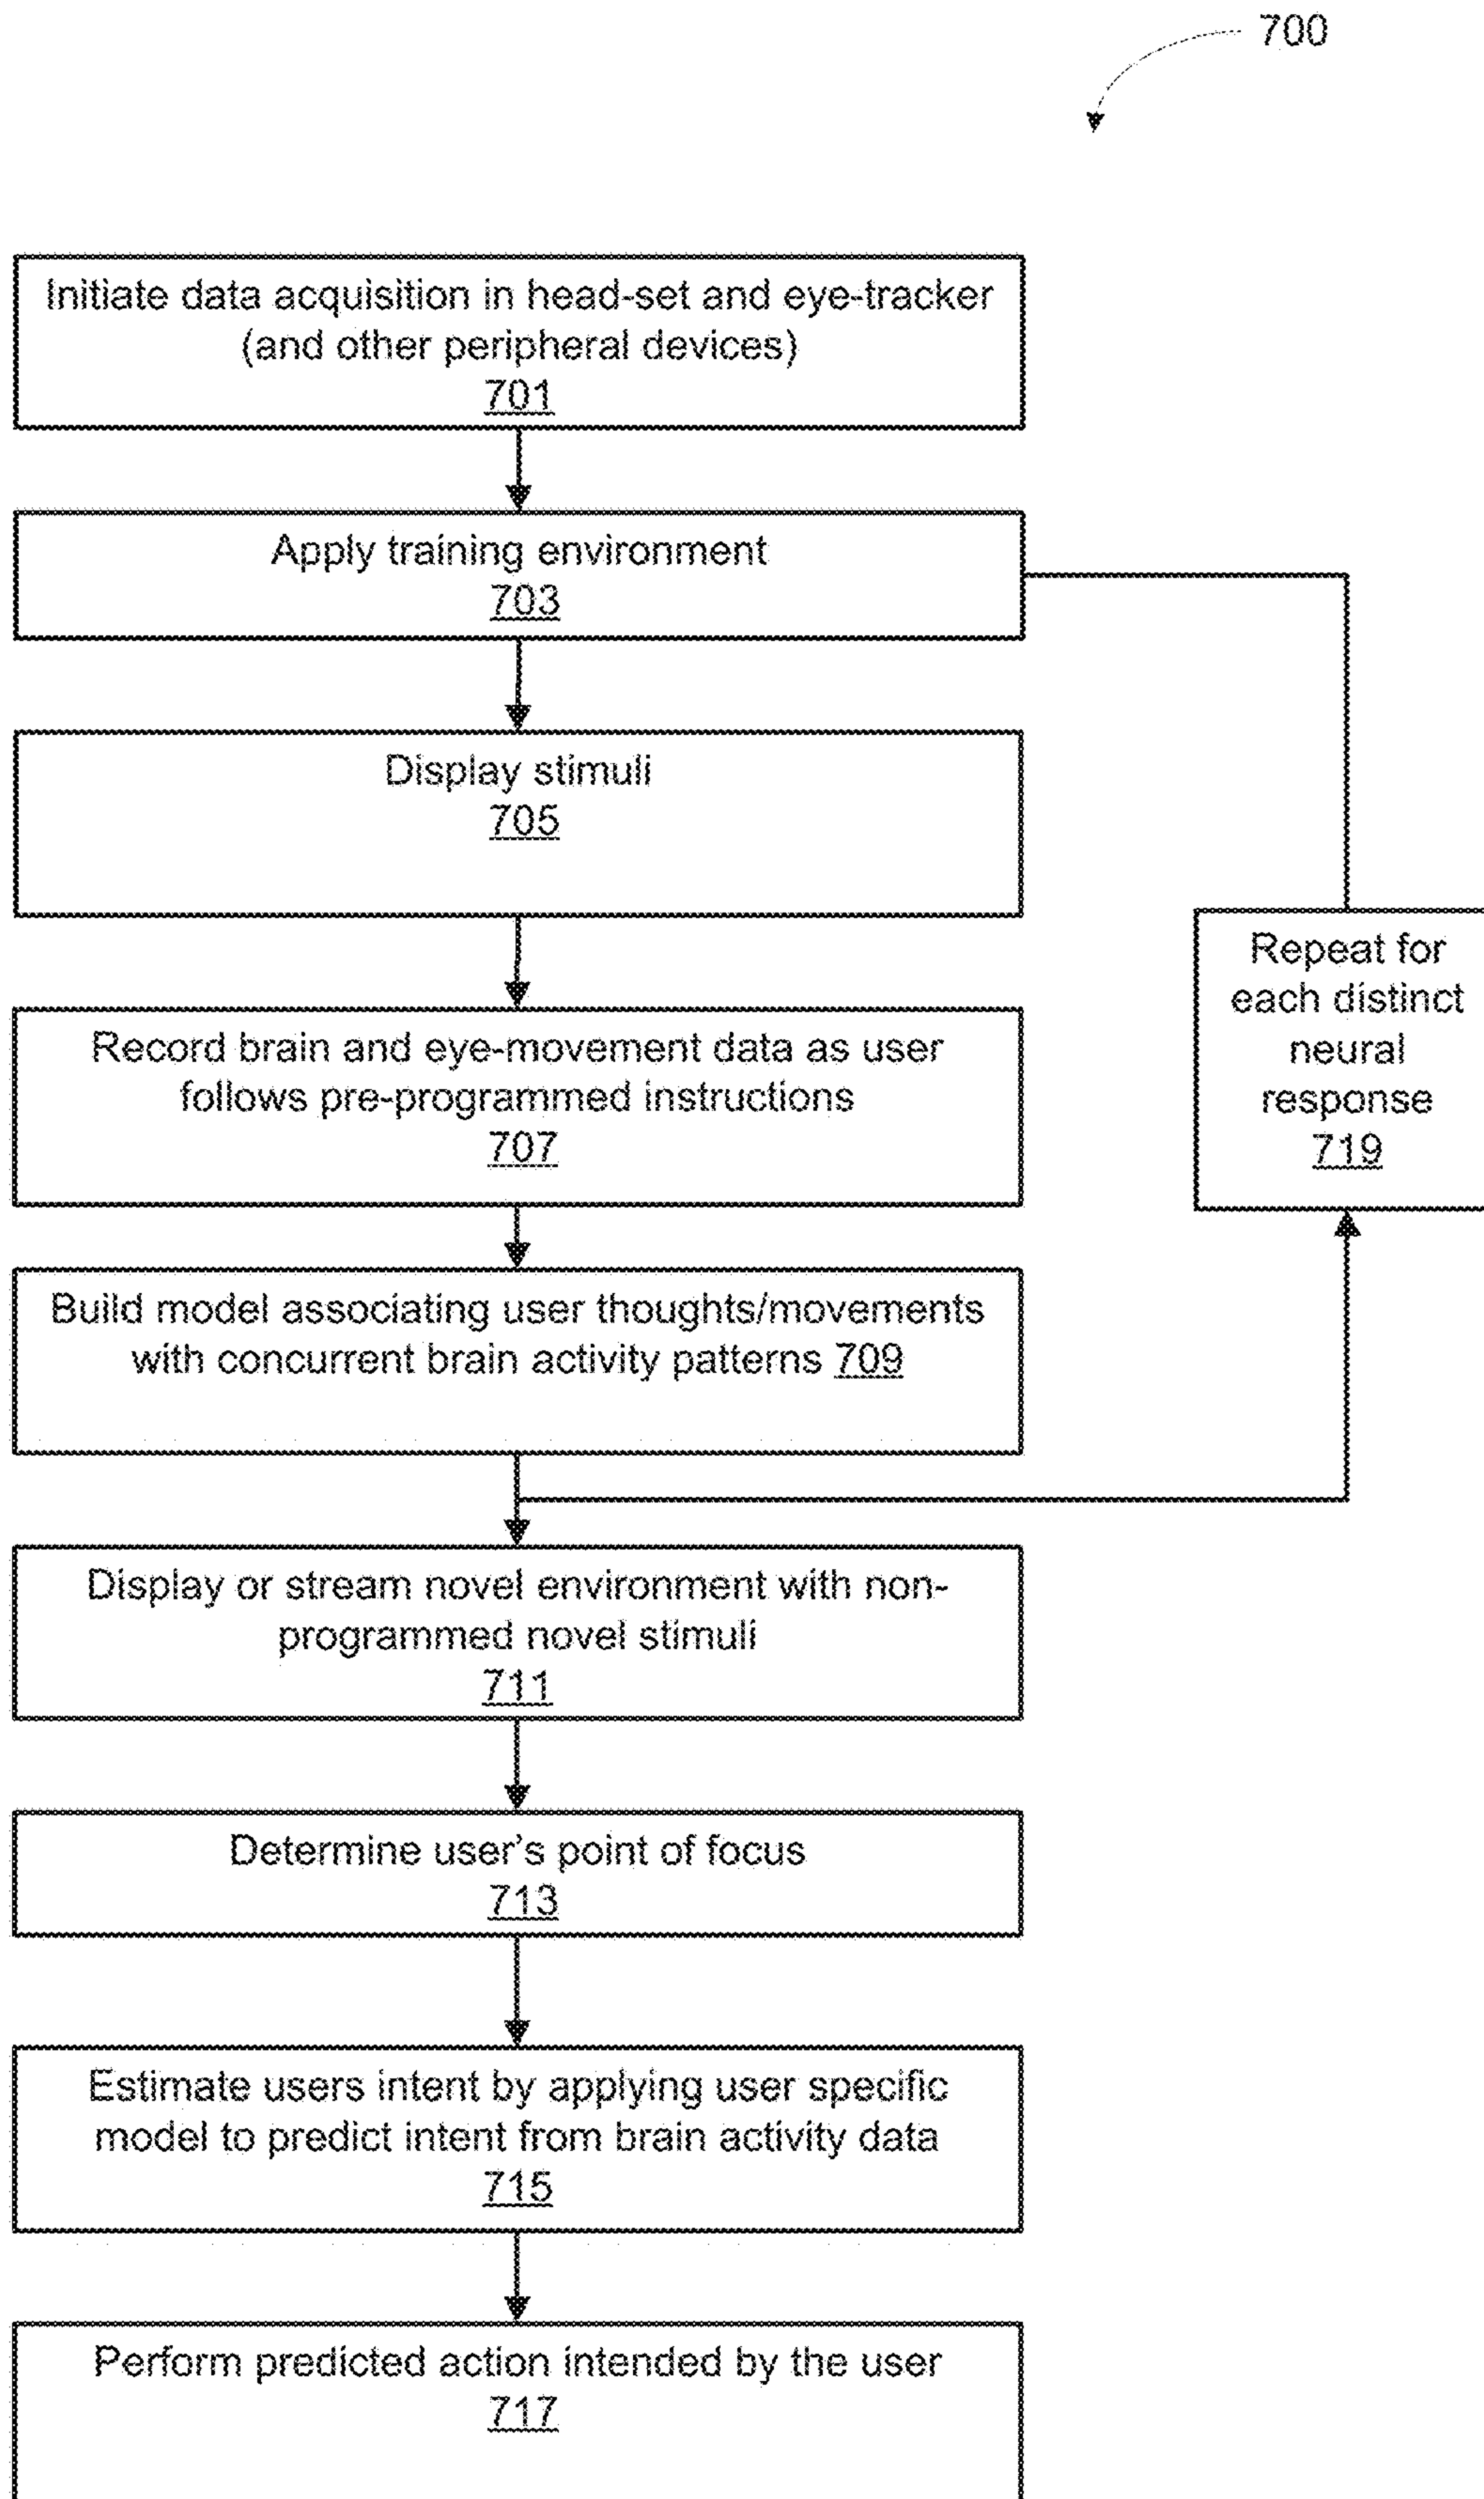 700
Initiate data acquisition in head-set and eye-tracker
(and other peripheral devices)
701
Apply training environment
703
Display stimuli
705
Record brain and eye-movement data as user
follows pre-programmed instructions
707
Build model associating user thoughts/movements
with concurrent brain activity patterns 709
Repeat for
each distinct
neural
response
719
Display or stream novel environment with non-
programmed novel stimuli
711
Determine user's point of focus
713
Estimate users intent by applying user specific
model to predict intent from brain activity data
715
Perform predicted action intended by the user
717